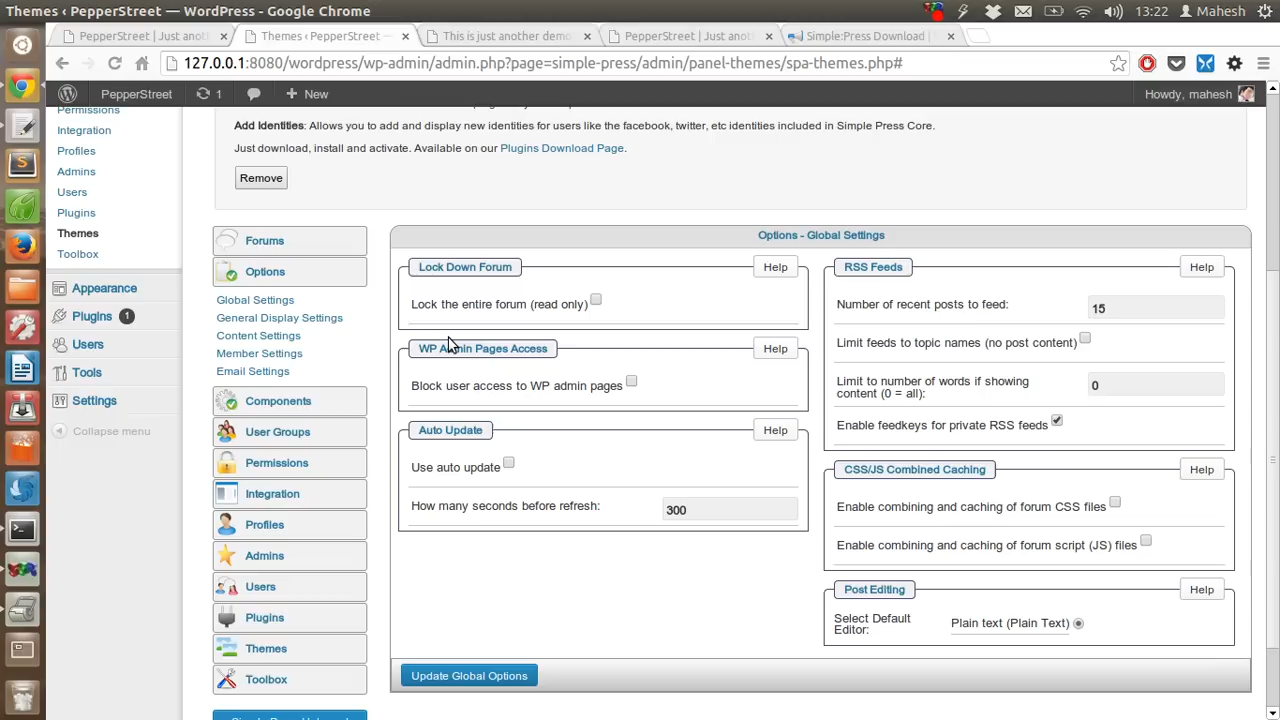 Themes ‹ PepperStreet — WordPress - Google Chrome
13:22
Mahesh
PepperStreet | Just anot
Themes ‹ PepperStreet —
This is just another demo
PepperStreet | Just anot
Simple:Press Download |
127.0.0.1:8080/wordpress/wp-admin/admin.php?page=simple-press/admin/panel-themes/spa-themes.php#
PepperStreet
1
New
Howdy, mahesh
Permissions
Integration
Profiles
Admins
Users
Plugins
Themes
Toolbox
Appearance
Plugins 1
Users
Tools
Settings
Collapse menu
Add Identities: Allows you to add and display new identities for users like the facebook, twitter, etc identities included in Simple Press Core.
Just download, install and activate. Available on our Plugins Download Page.
Remove
Forums
Options
Global Settings
General Display Settings
Content Settings
Member Settings
Email Settings
Components
User Groups
Permissions
Integration
Profiles
Admins
Users
Plugins
Themes
Toolbox
Options - Global Settings
Lock Down Forum
Help
Lock the entire forum (read only)
WP Admin Pages Access
Help
Block user access to WP admin pages
Auto Update
Help
Use auto update
How many seconds before refresh:
300
RSS Feeds
Help
Number of recent posts to feed:
15
Limit feeds to topic names (no post content)
Limit to number of words if showing
content (0 = all):
0
Enable feedkeys for private RSS feeds
CSS/JS Combined Caching
Help
Enable combining and caching of forum CSS files
Enable combining and caching of forum script (JS) files
Post Editing
Help
Select Default
Editor:
Plain text (Plain Text)
Update Global Options